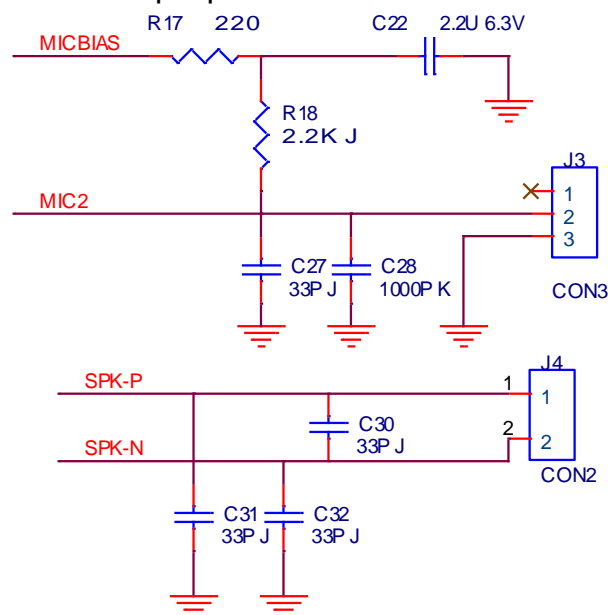 R17 220 C22 2.2U 6.3V
MICBIAS
R18
2.2K J
J3
MIC2
1
2
3
C27 C28
33P J 1000P K
CON3
J4
SPK-P 1 1
C30
33P J
SPK-N 2 2
CON2
C31 C32
33P J 33P J